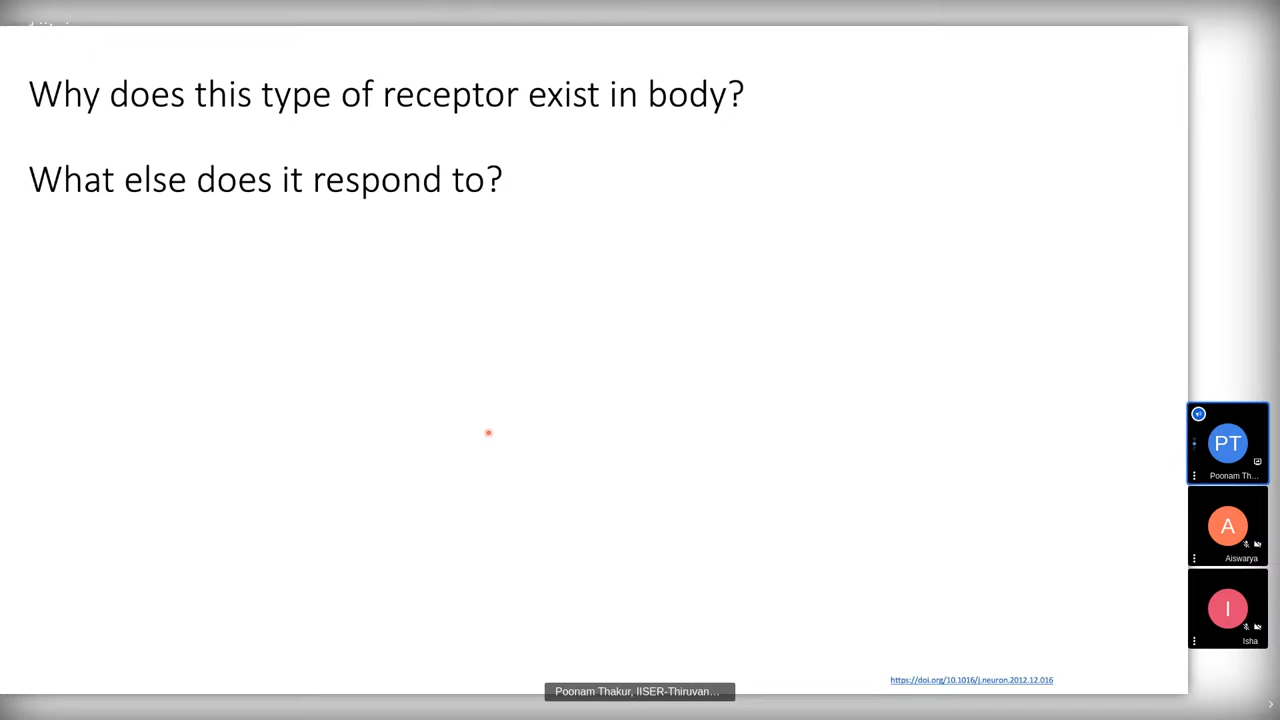 Why does this type of receptor exist in body?
What else does it respond to?
PT
Poonam Th...
A
Aiswarya
I
Isha
https://doi.org/10.1016/j.neuron.2012.12.016
Poonam Thakur, IISER-Thiruvan...